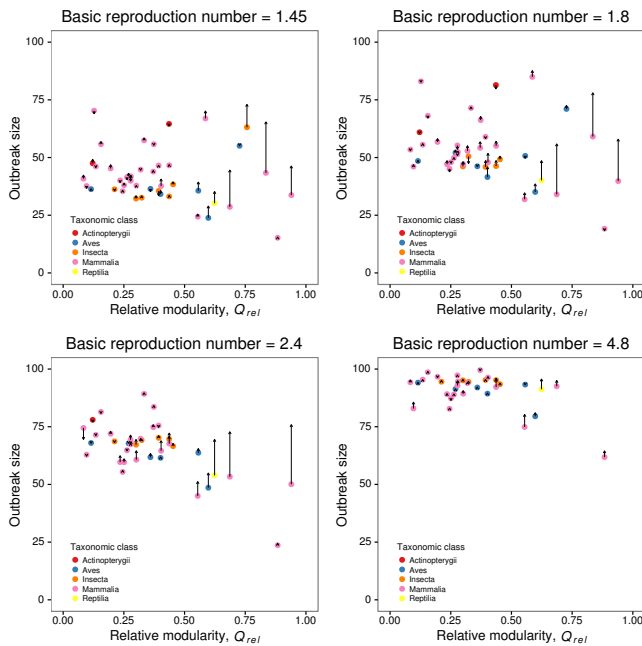 Basic reproduction number = 1.45
100
75
50
25
0
Outbreak size
Taxonomic class
Actinopterygii
Aves
Insecta
Mammalia
Reptilia
0.00 0.25 0.50 0.75 1.00
Relative modularity, Q rel
Basic reproduction number = 1.8
100
75
50
25
0
Outbreak size
Taxonomic class
Actinopterygii
Aves
Insecta
Mammalia
Reptilia
0.00 0.25 0.50 0.75 1.00
Relative modularity, Q rel
Basic reproduction number = 2.4
100
75
50
25
0
Outbreak size
Taxonomic class
Actinopterygii
Aves
Insecta
Mammalia
Reptilia
0.00 0.25 0.50 0.75 1.00
Relative modularity, Q rel
Basic reproduction number = 4.8
100
75
50
25
0
Outbreak size
Taxonomic class
Actinopterygii
Aves
Insecta
Mammalia
Reptilia
0.00 0.25 0.50 0.75 1.00
Relative modularity, Q rel